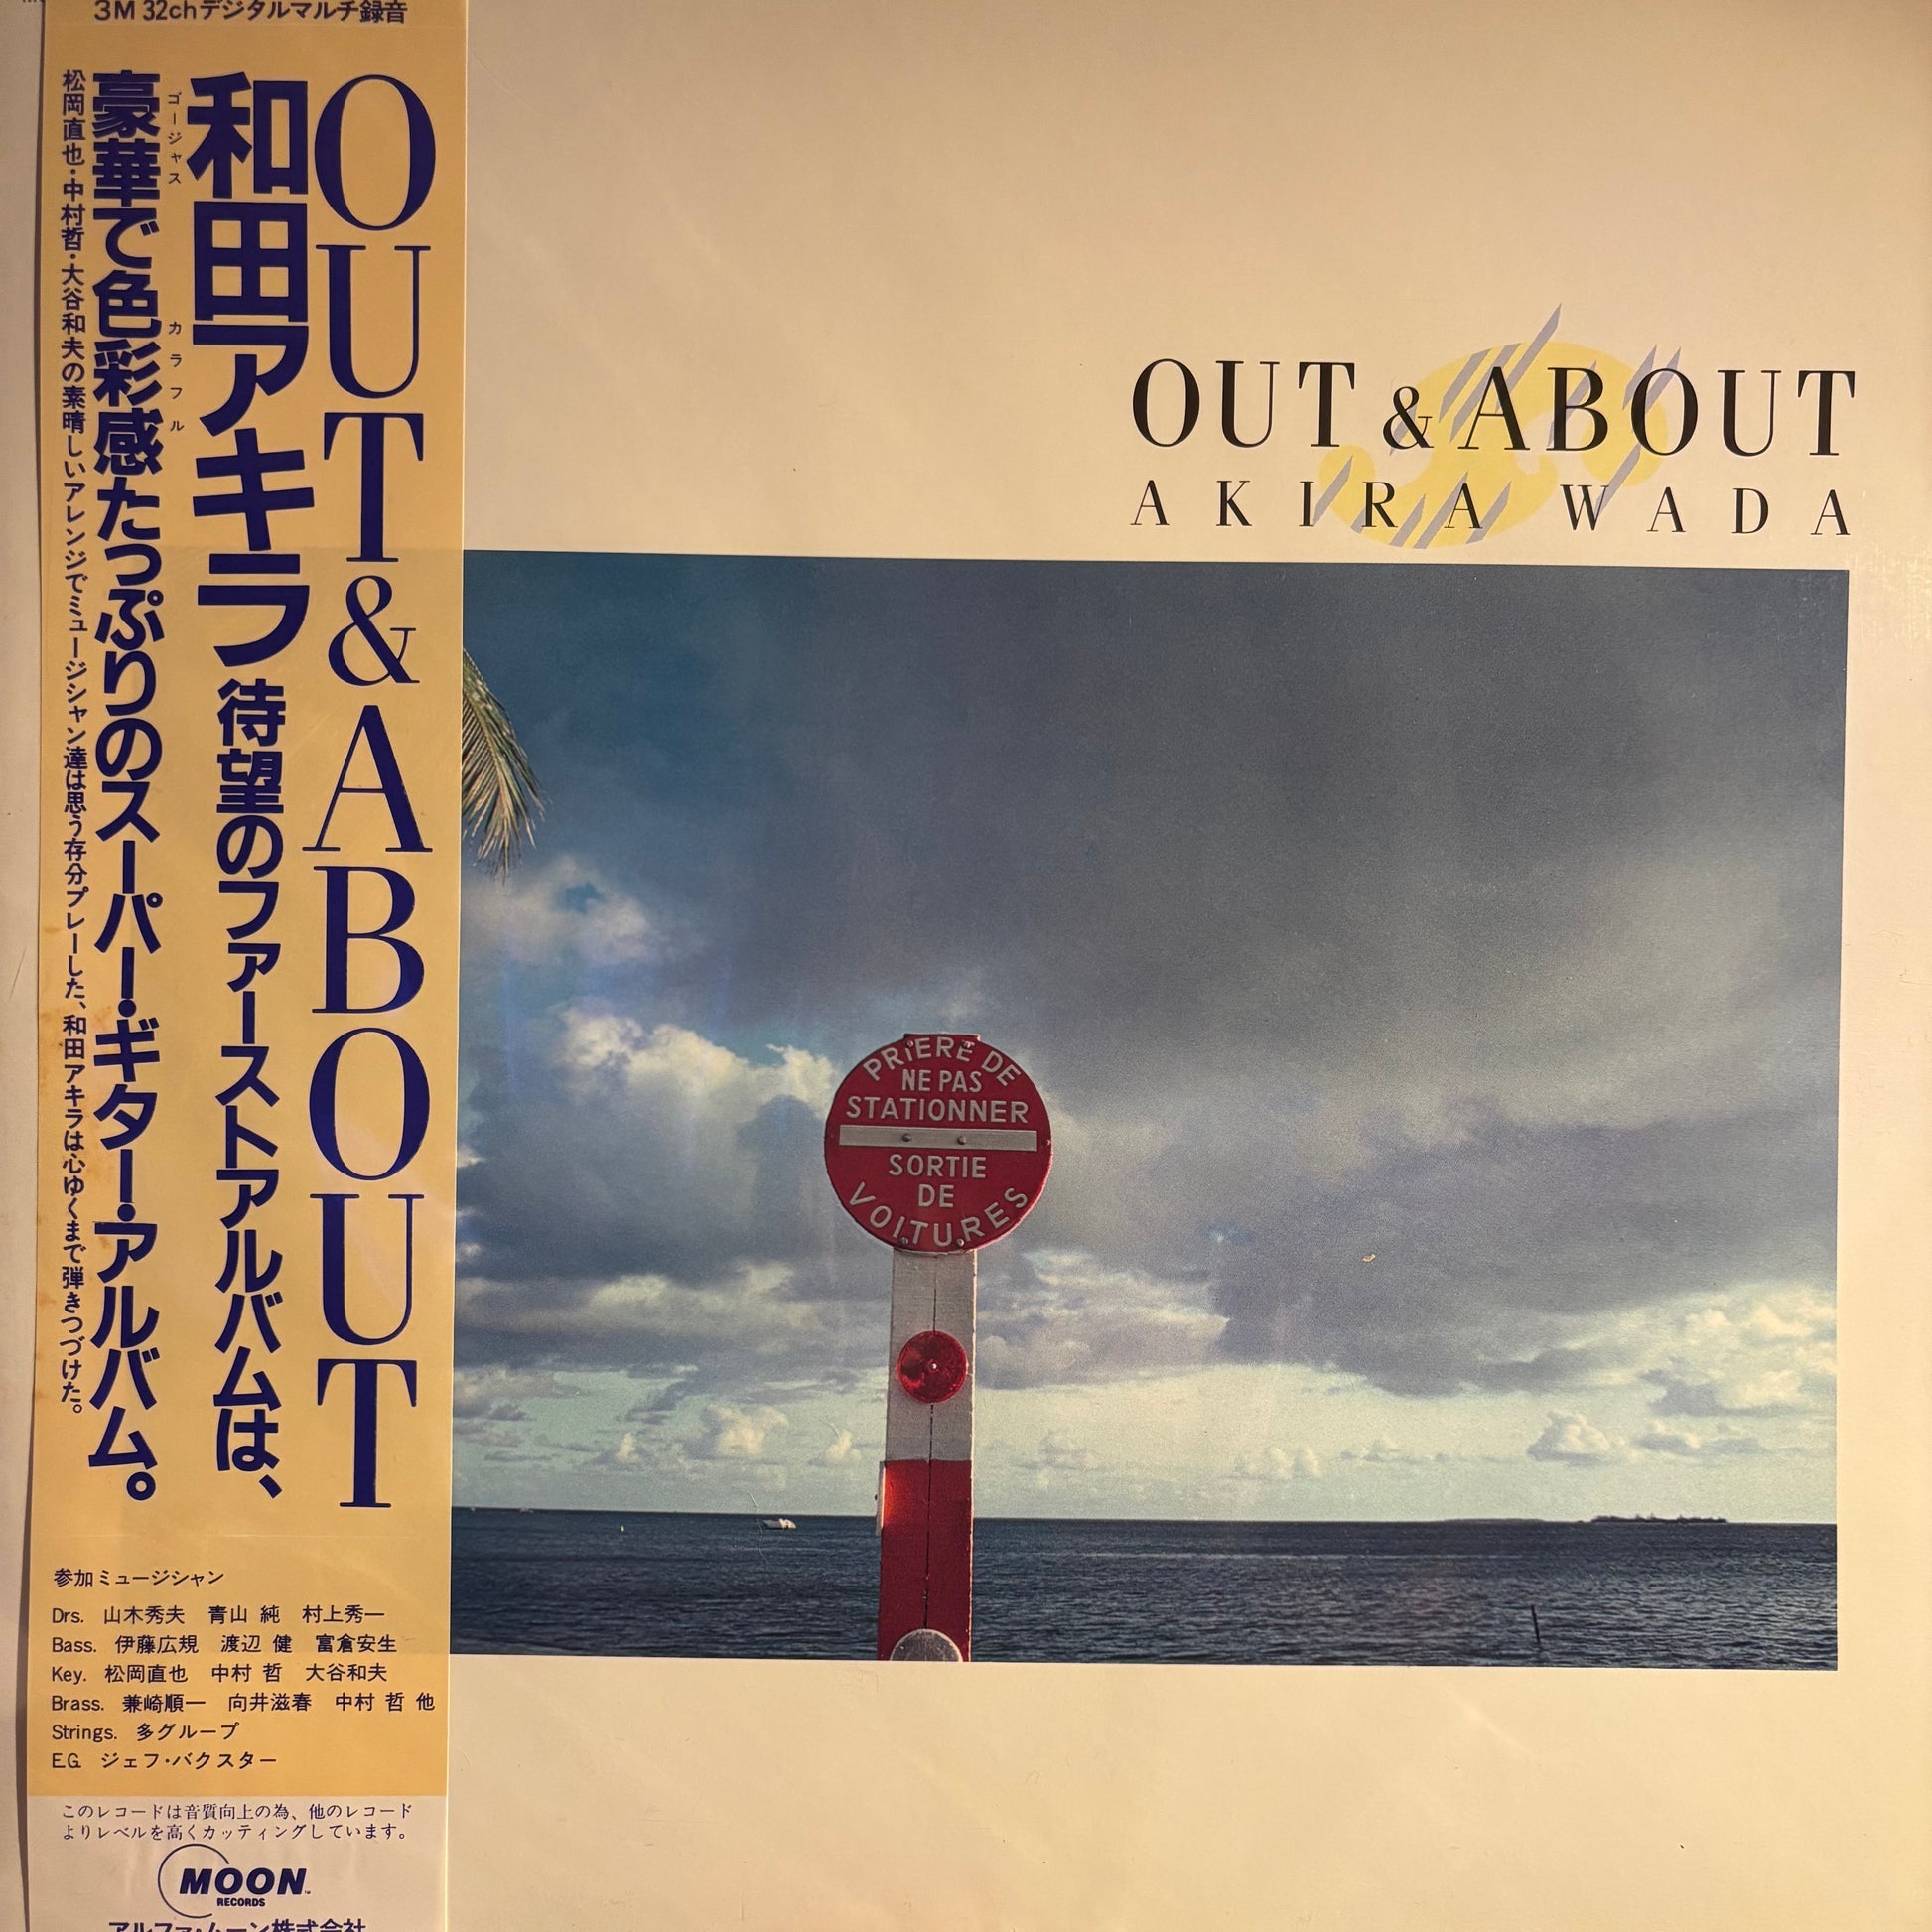 3M 32chデジタルマルチ録音
OUT & ABOUT
和田アキラ 待望のファーストアルバムは、
ゴージャス カラフル
豪華で色彩感たっぷりのスーパー・ギター・アルバム。
松岡直也・中村哲・大谷和夫の素晴しいアレンジでミュージシャン達は思う存分プレーした、和田アキラは心ゆくまで弾きつづけた。
参加ミュージシャン
Drs. 山木秀夫 青山 純 村上秀一
Bass. 伊藤広規 渡辺 健 富倉安生
Key. 松岡直也 中村 哲 大谷和夫
Brass. 兼崎順一 向井滋春 中村 哲 他
Strings. 多グループ
E.G. ジェフ・バクスター
このレコードは音質向上の為、他のレコード
よりレベルを高くカッティングしています。
MOON
RECORDS
アルファ・ムーン株式会社
OUT & ABOUT
AKIRA WADA
PRIERE DE
NE PAS
STATIONNER
SORTIE
DE
VOITURES